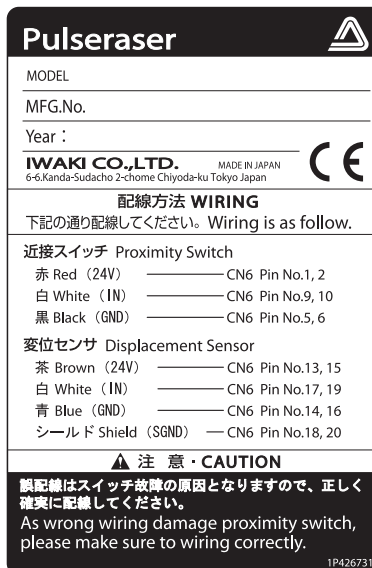 Pulseraser
MODEL
MFG.No.
Year：
IWAKI CO.,LTD. MADE IN JAPAN
6-6.Kanda-Sudacho 2-chome Chiyoda-ku Tokyo Japan
CE
配線方法 WIRING
下記の通り配線してください。Wiring is as follow.
近接スイッチ Proximity Switch
赤 Red（24V） CN6 Pin No.1, 2
白 White（IN） CN6 Pin No.9, 10
黒 Black（GND） CN6 Pin No.5, 6
変位センサ Displacement Sensor
茶 Brown（24V） CN6 Pin No.13, 15
白 White（IN） CN6 Pin No.17, 19
青 Blue（GND） CN6 Pin No.14, 16
シールド Shield（SGND） CN6 Pin No.18, 20
注 意・CAUTION
誤配線はスイッチ故障の原因となりますので、正しく
確実に配線してください。
As wrong wiring damage proximity switch,
please make sure to wiring correctly.
1P426731